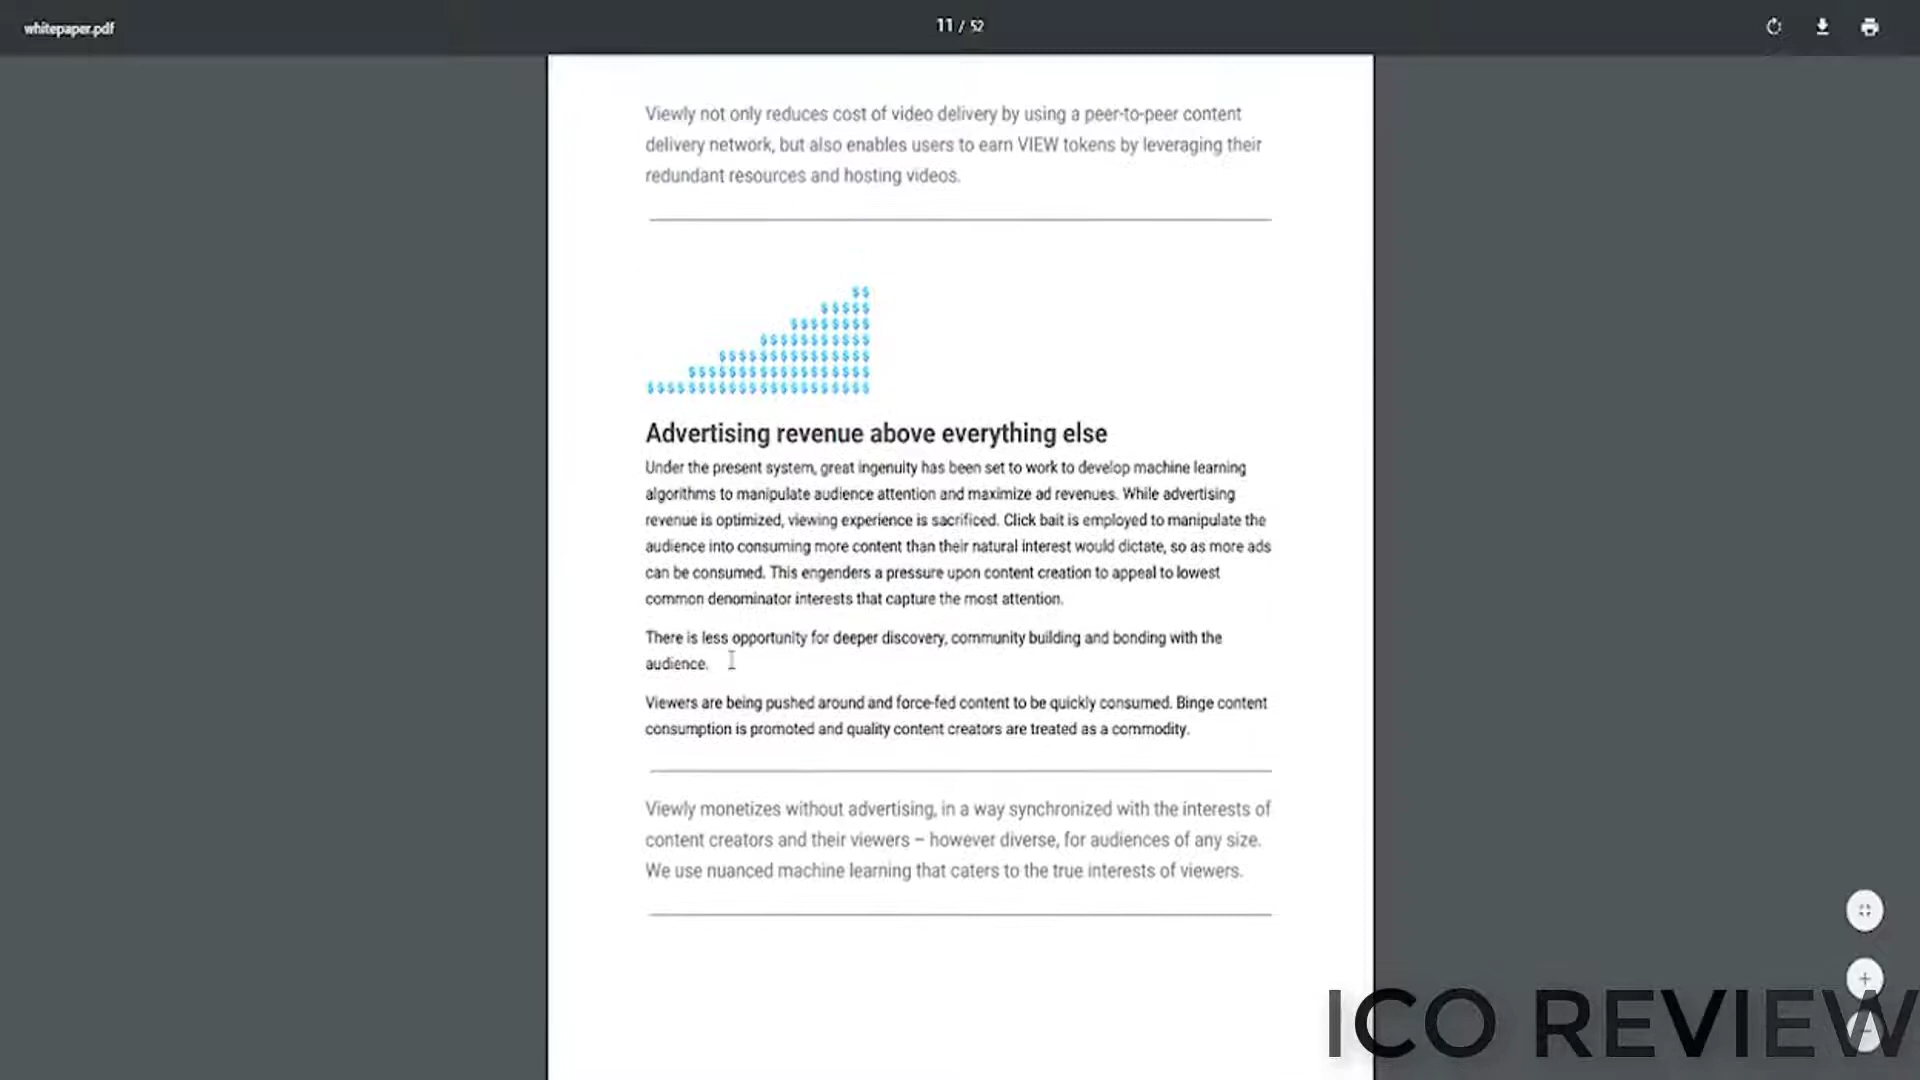 whitepaper.pdf
11 / 52
Viewly not only reduces cost of video delivery by using a peer-to-peer content
delivery network, but also enables users to earn VIEW tokens by leveraging their
redundant resources and hosting videos.
$$
$$$$$
$$$$$$$$
$$$$$$$$$$$
$$$$$$$$$$$$$$$
$$$$$$$$$$$$$$$$$$
$$$$$$$$$$$$$$$$$$$$$$
Advertising revenue above everything else
Under the present system, great ingenuity has been set to work to develop machine learning
algorithms to manipulate audience attention and maximize ad revenues. While advertising
revenue is optimized, viewing experience is sacrificed. Click bait is employed to manipulate the
audience into consuming more content than their natural interest would dictate, so as more ads
can be consumed. This engenders a pressure upon content creation to appeal to lowest
common denominator interests that capture the most attention.
There is less opportunity for deeper discovery, community building and bonding with the
audience.
Viewers are being pushed around and force-fed content to be quickly consumed. Binge content
consumption is promoted and quality content creators are treated as a commodity.
Viewly monetizes without advertising, in a way synchronized with the interests of
content creators and their viewers – however diverse, for audiences of any size.
We use nuanced machine learning that caters to the true interests of viewers.
ICO REVIEW